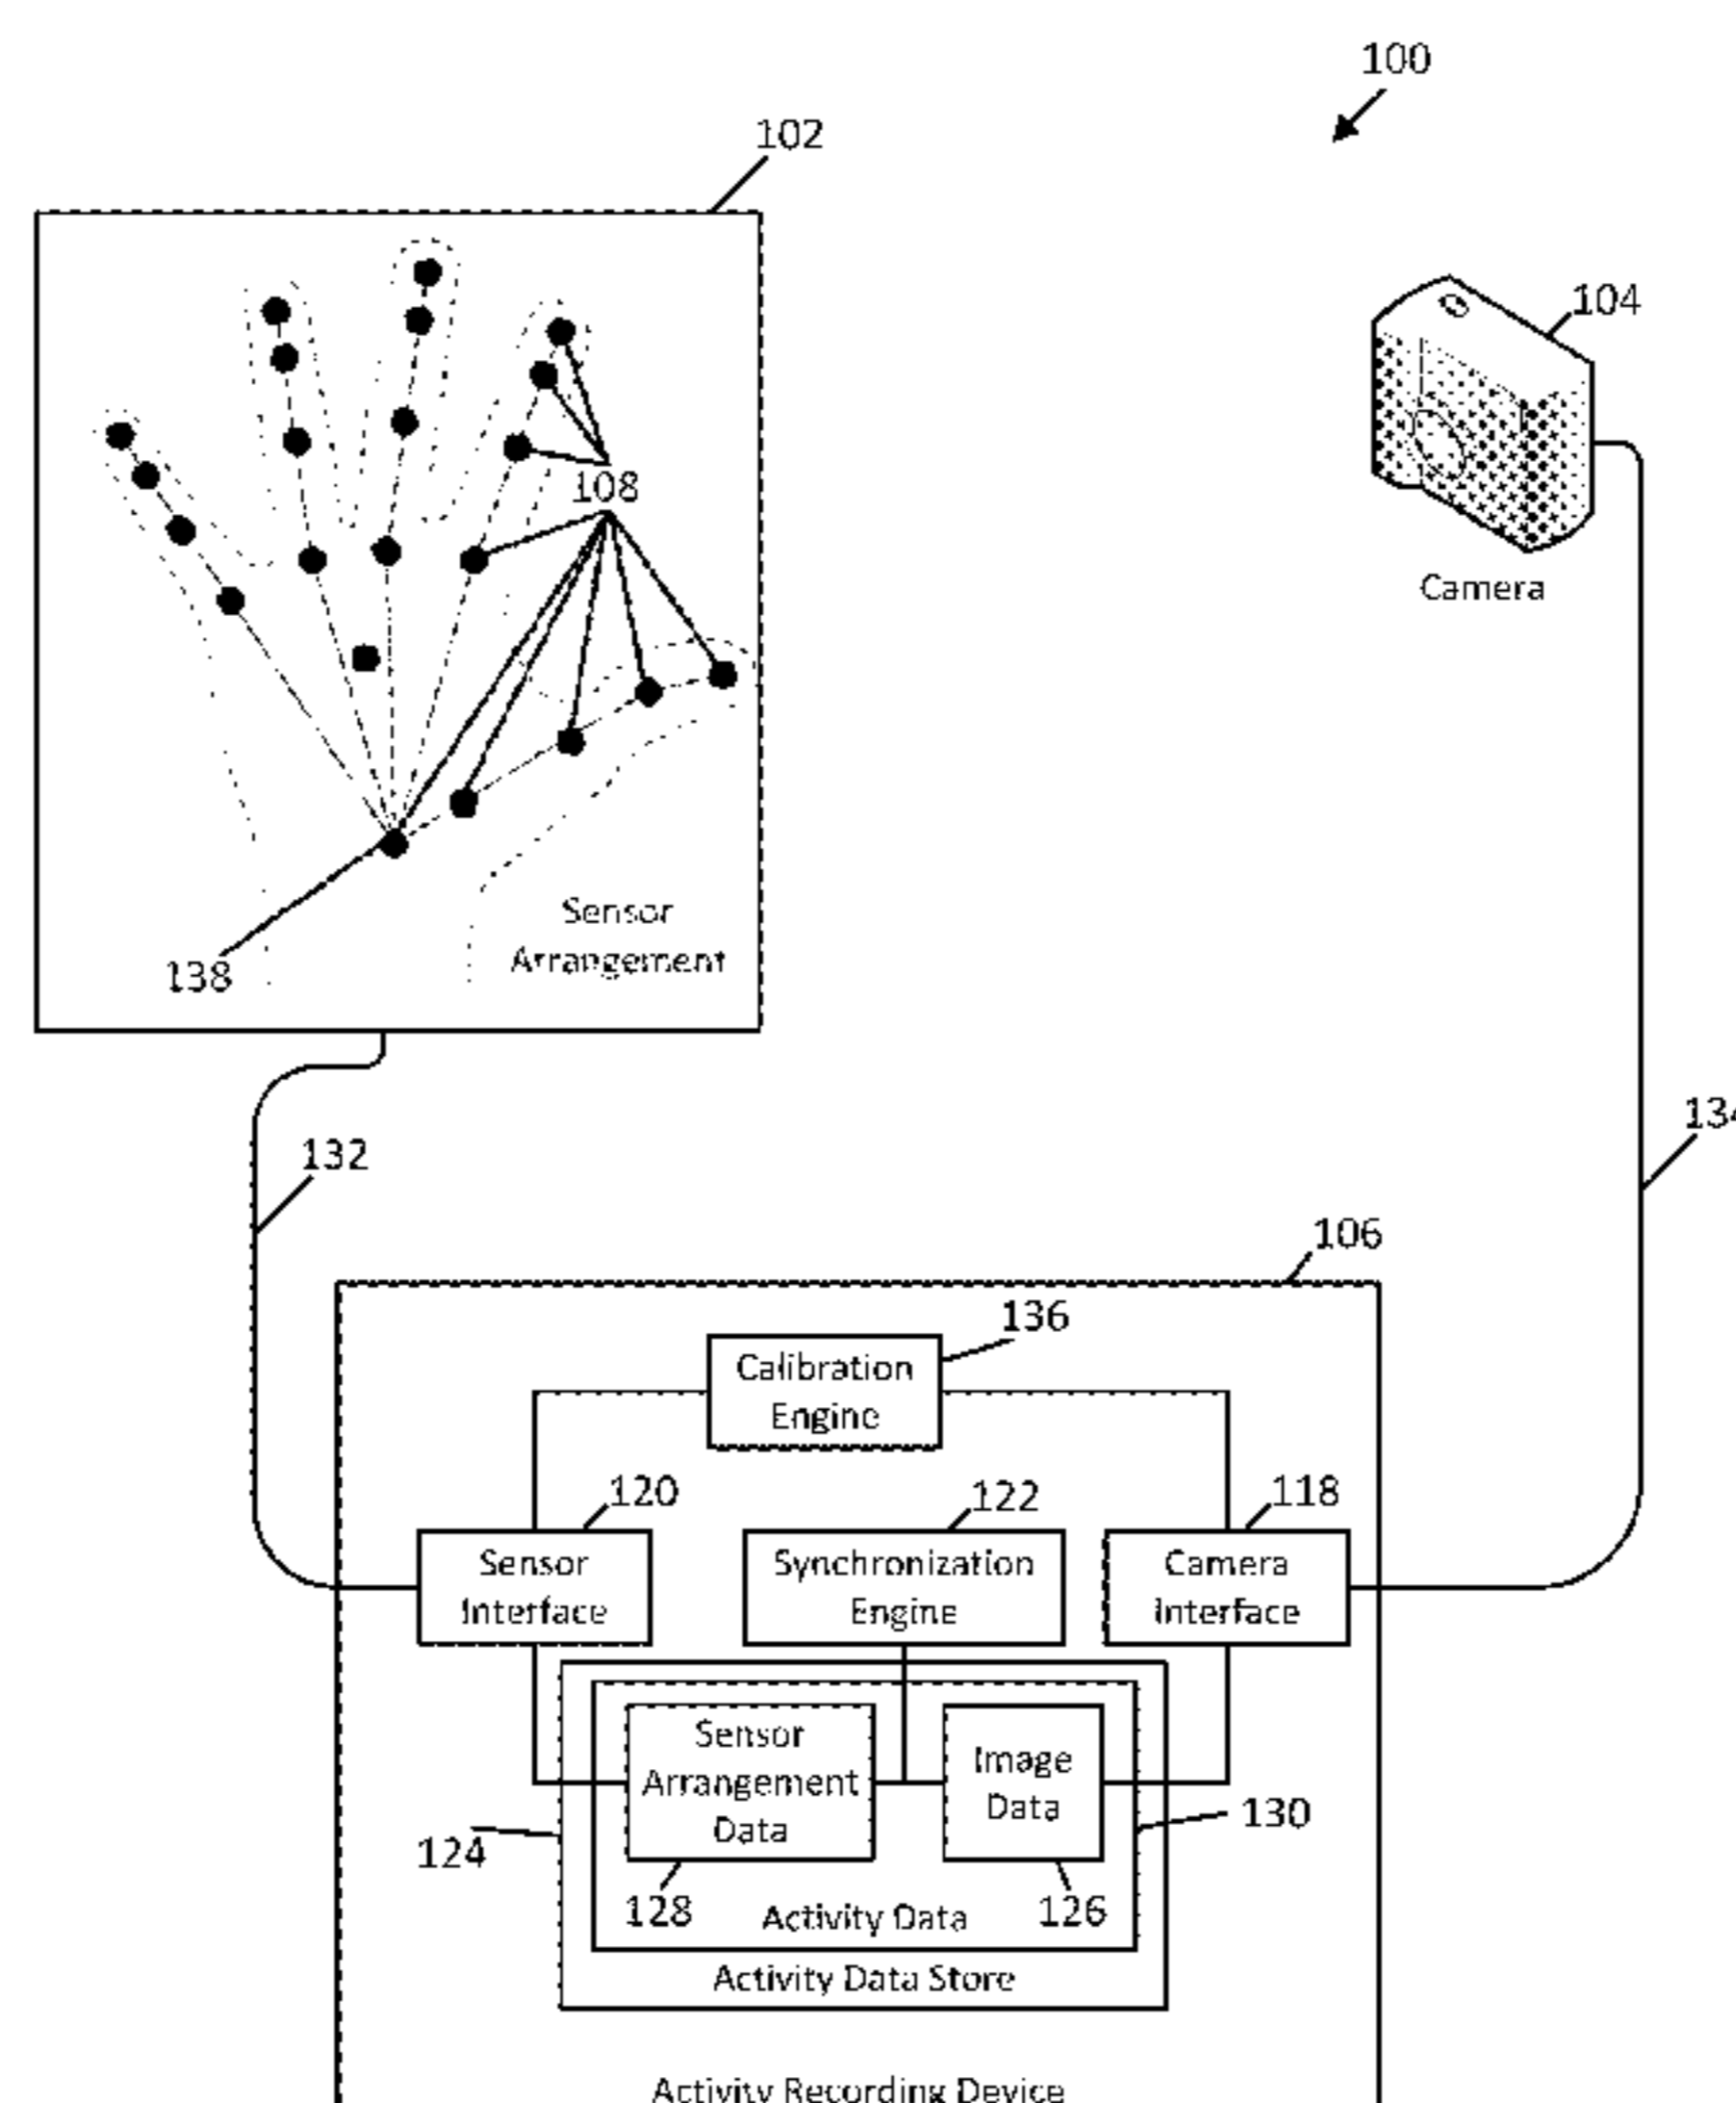 100
102
104
108
Camera
Sensor
Arrangement
138
132
106
136
Calibration
Engine
120
122
118
Sensor
Interface
Synchronization
Engine
Camera
Interface
Sensor
Arrangement
Data
Image
Data
124
130
128
126
Activity Data
Activity Data Store
Activity Recording Device